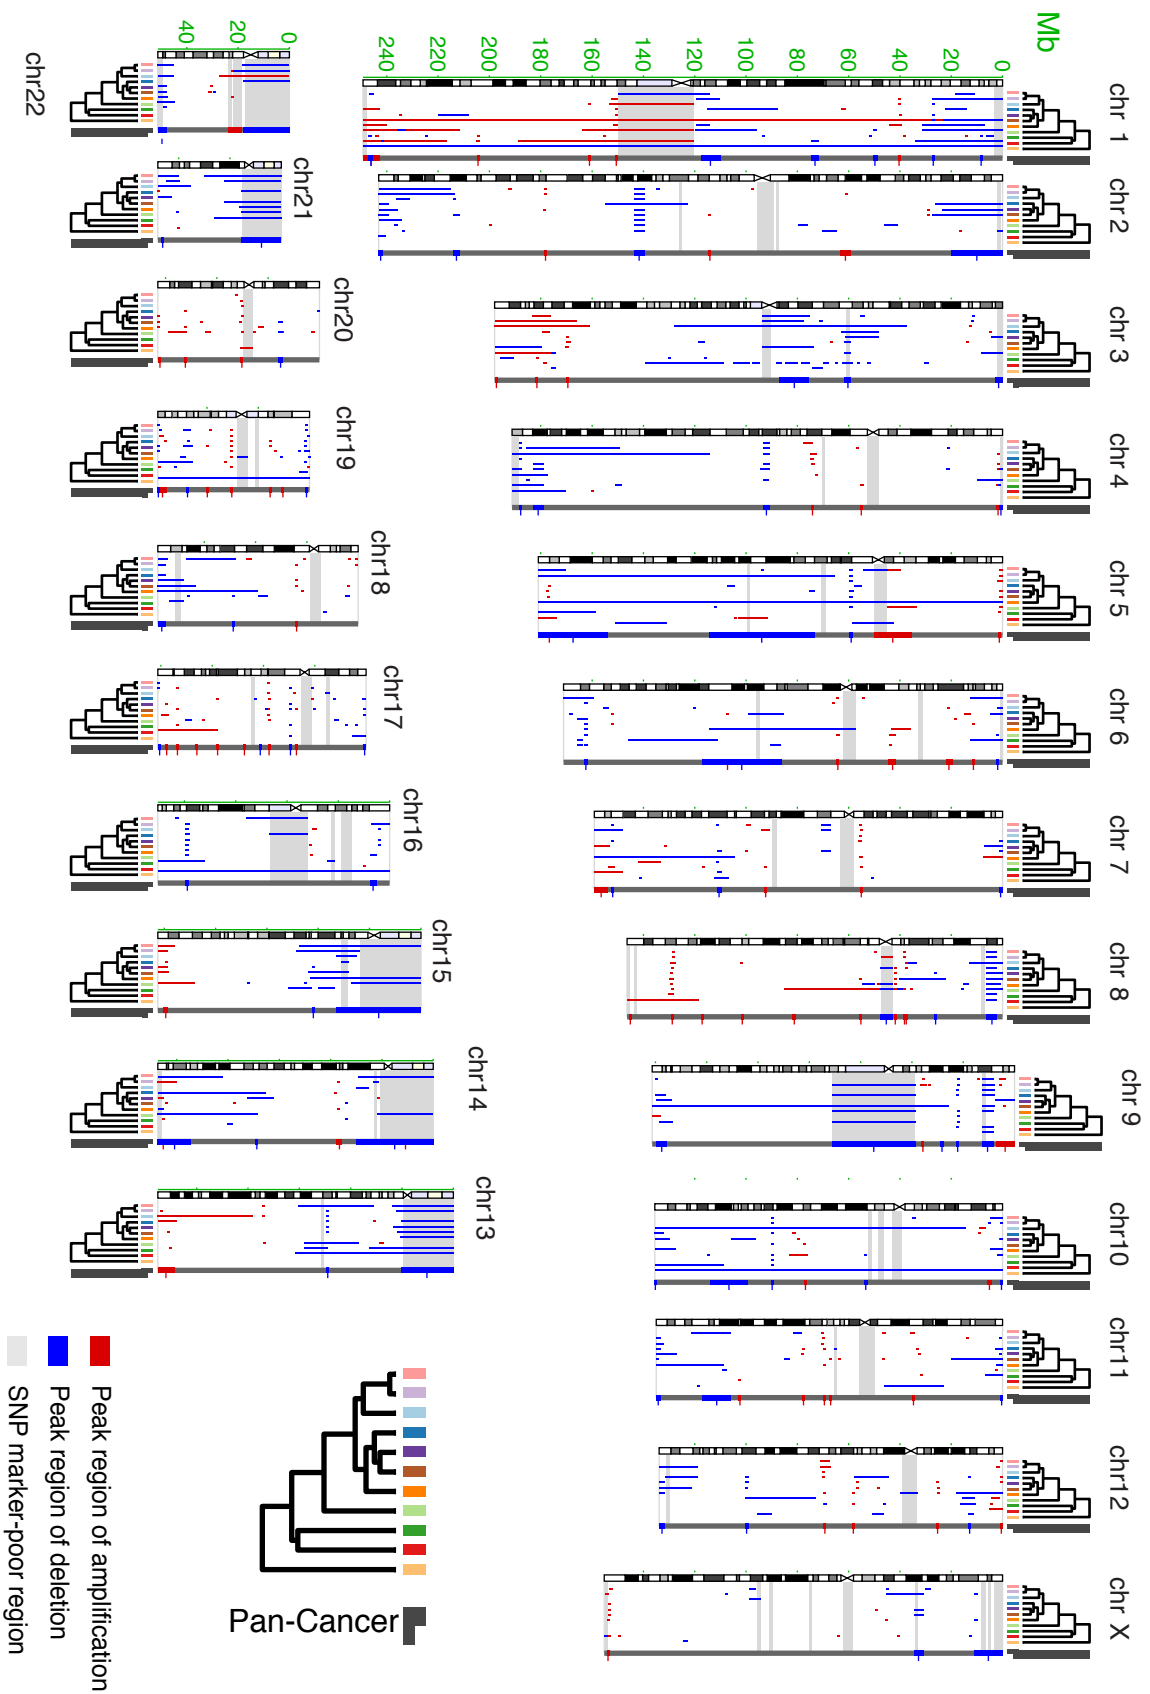 Mb
0
20
40
60
80
100
120
140
160
180
200
220
240
chr 1
chr 2
chr 3
chr 4
chr 5
chr 6
chr 7
chr 8
chr 9
chr10
chr11
chr12
chr X
0
20
40
chr22
chr21
chr20
chr19
chr18
chr17
chr16
chr15
chr14
chr13
Pan-Cancer
Peak region of amplification
Peak region of deletion
SNP marker-poor region